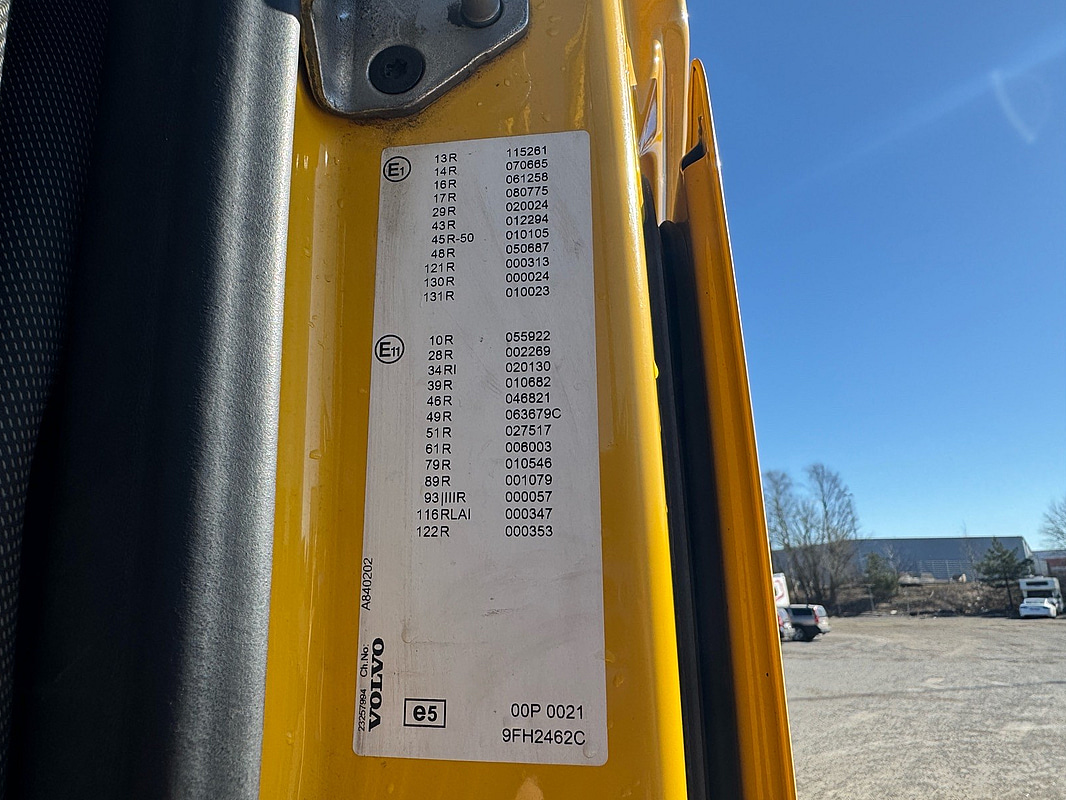 E1
13R 115261
14R 070665
16R 061258
17R 080775
29R 020024
43R 012294
45R-50 010105
48R 050687
121R 000313
130R 000024
131R 010023
E11
10R 055922
28R 002269
34RI 020130
39R 010682
46R 046821
49R 063679C
51R 027517
61R 006003
79R 010546
89R 001079
93IIIIR 000057
116RLAI 000347
122R 000353
23257994 Ch.No: A840202
VOLVO
e5
00P 0021
9FH2462C